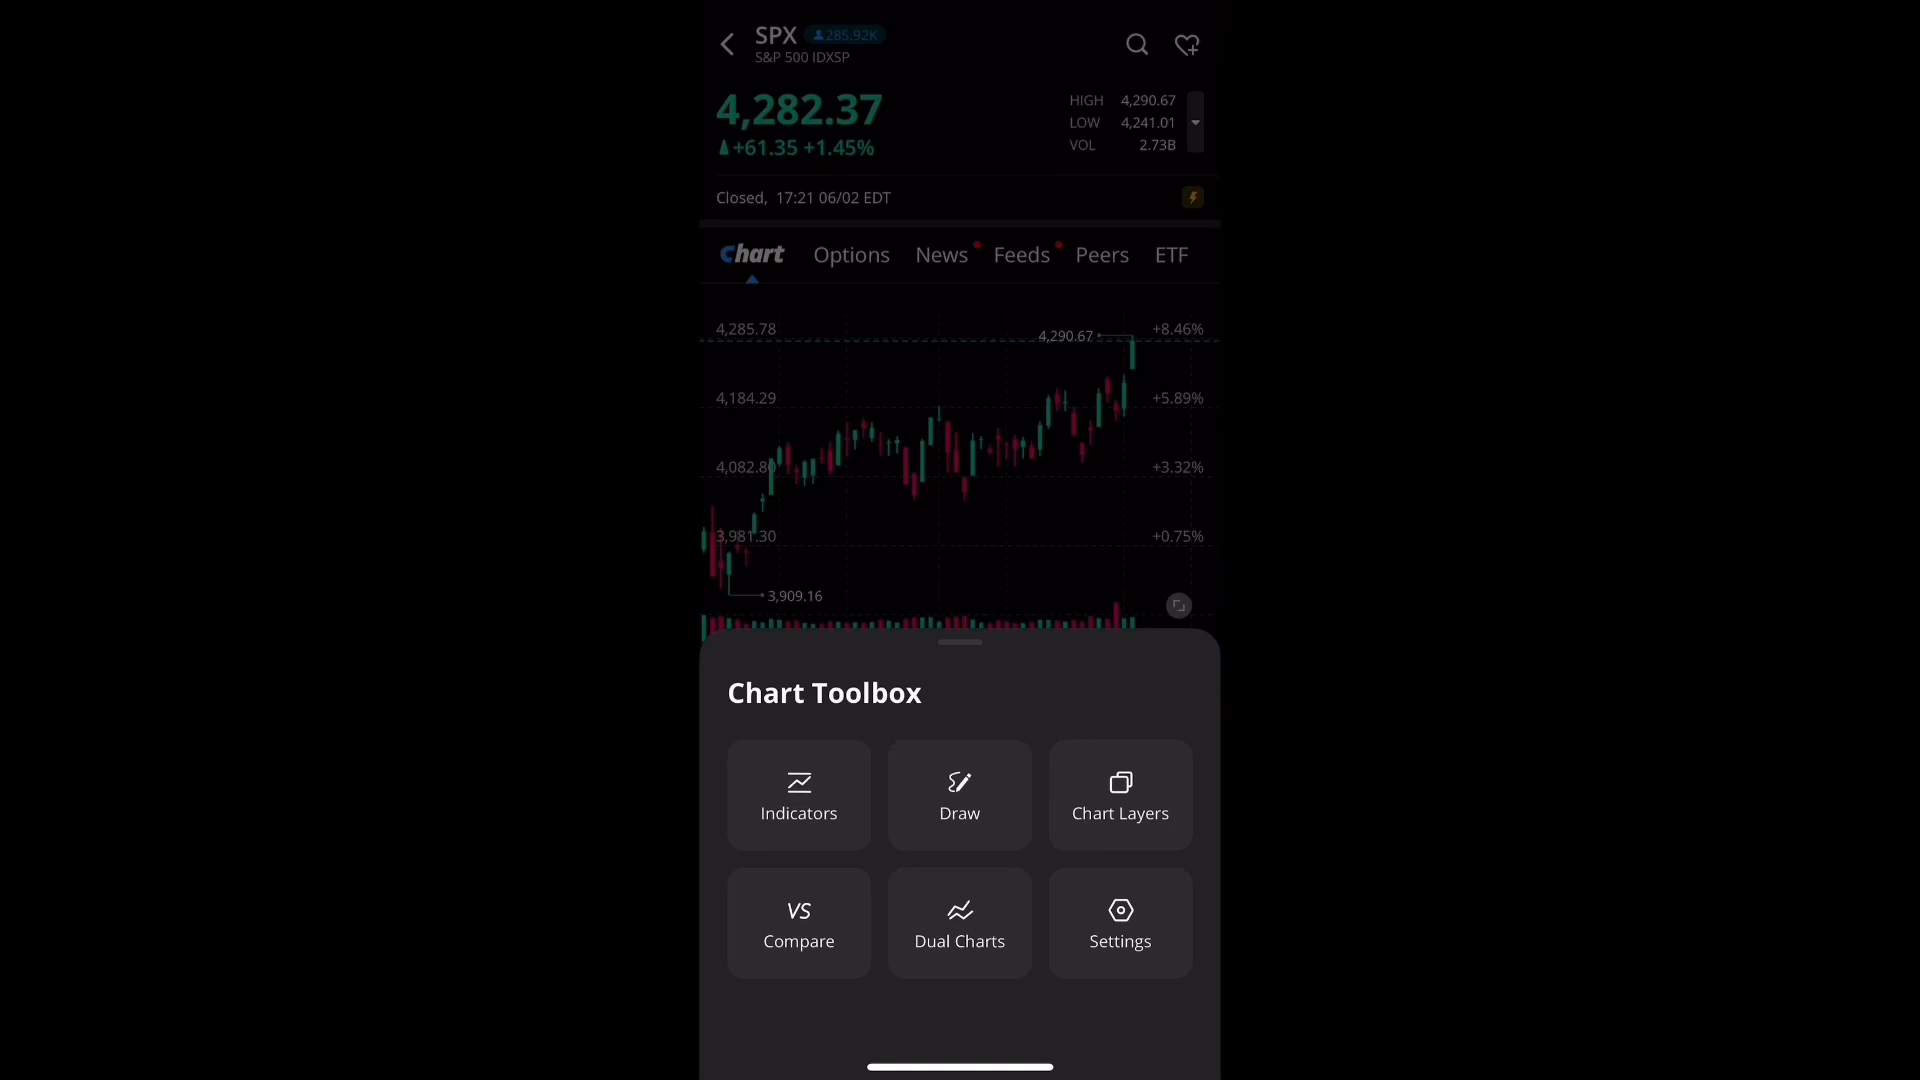 SPX 285.92K
S&P 500 IDXSP
4,282.37
+61.35 +1.45%
HIGH 4,290.67
LOW 4,241.01
VOL 2.73B
Closed, 17:21 06/02 EDT
Chart Options News Feeds Peers ETF
4,285.78 4,290.67 +8.46%
4,184.29 +5.89%
4,082.80 +3.32%
3,981.30 +0.75%
3,909.16
Chart Toolbox
Indicators Draw Chart Layers
VS
Compare Dual Charts Settings